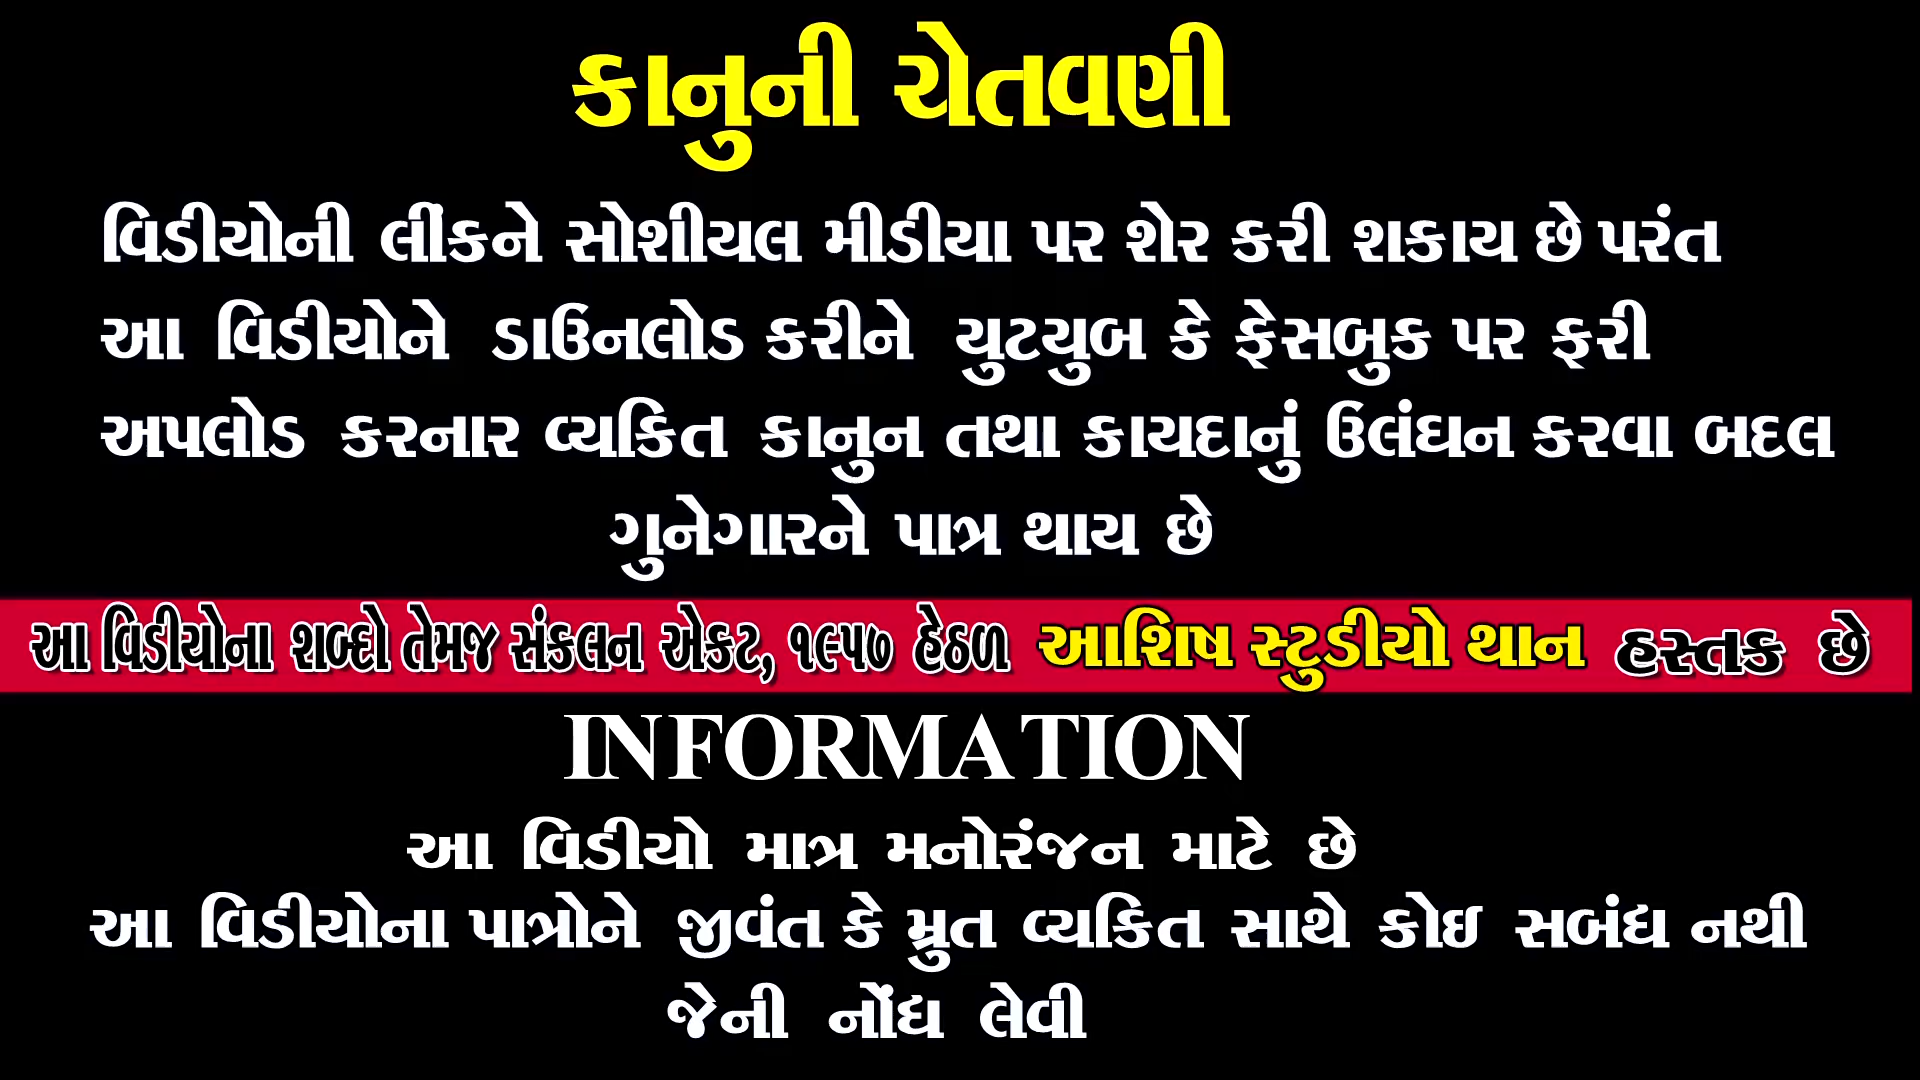 કાનુની ચેતવણી
વિડીયોની લીંકને સોશીયલ મીડીયા પર શેર કરી શકાય છે પરંત
આ વિડીયોને ડાઉનલોડ કરીને યુટયુબ કે ફેસબુક પર ફરી
અપલોડ કરનાર વ્યકિત કાનુન તથા કાયદાનું ઉલંઘન કરવા બદલ
ગુનેગારને પાત્ર થાય છે
આ વિડીયોના શબ્દો તેમજ સંકલન એકટ, ૧૯૫૭ હેઠળ આશિષ સ્ટુડીયો થાન હસ્તક છે
INFORMATION
આ વિડીયો માત્ર મનોરંજન માટે છે
આ વિડીયોના પાત્રોને જીવંત કે મ્રુત વ્યકિત સાથે કોઇ સબંધ નથી
જેની નોંધ લેવી